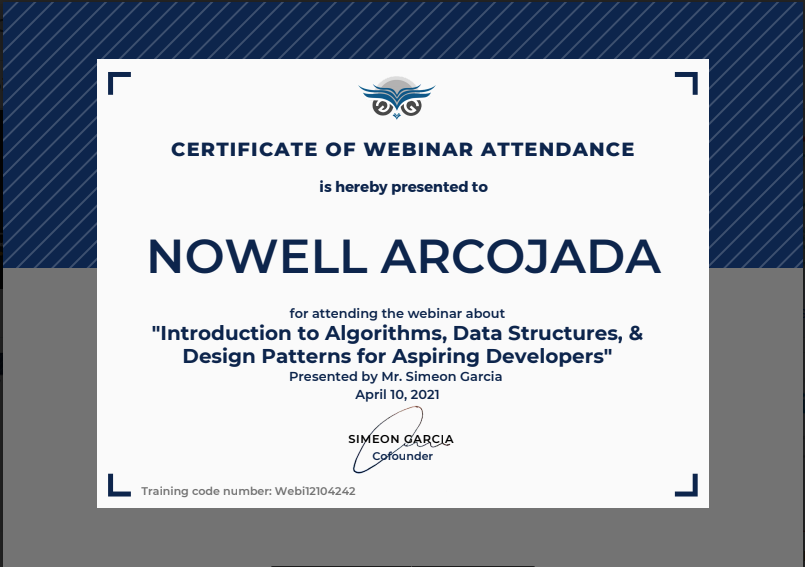 CERTIFICATE OF WEBINAR ATTENDANCE
is hereby presented to
NOWELL ARCOJADA
for attending the webinar about
"Introduction to Algorithms, Data Structures, &
Design Patterns for Aspiring Developers"
Presented by Mr. Simeon Garcia
April 10, 2021
SIMEON GARCIA
Cofounder
Training code number: Webi12104242